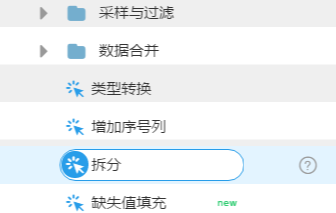 采样与过滤
数据合并
类型转换
增加序号列
拆分
?
缺失值填充 new